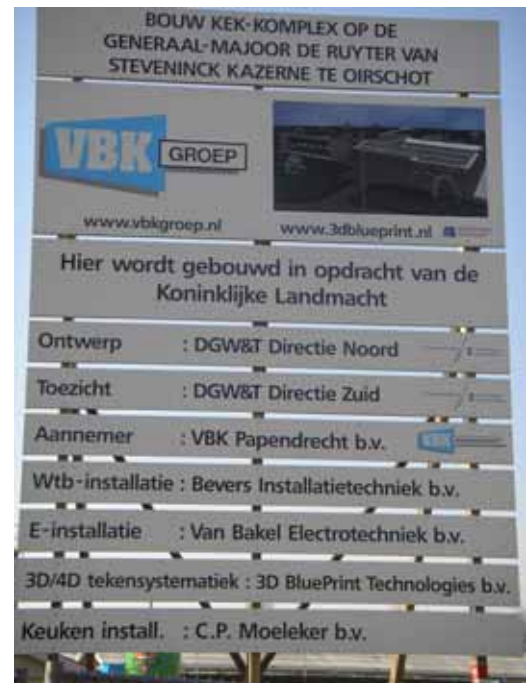 BOUW KEK-KOMPLEX OP DE
GENERAAL-MAJOOR DE RUYTER VAN
STEVENINCK KAZERNE TE OIRSCHOT
VBK GROEP
www.vbkgroep.nl
www.3dblueprint.nl
Hier wordt gebouwd in opdracht van de
Koninklijke Landmacht
Ontwerp : DGW&T Directie Noord
Toezicht : DGW&T Directie Zuid
Aannemer : VBK Papendrecht b.v. VBK
Wtb-installatie : Bevers Installatietechniek b.v.
E-installatie : Van Bakel Electrotechniek b.v.
3D/4D tekensystematiek : 3D BluePrint Technologies b.v.
Keuken install. : C.P. Moeleker b.v.